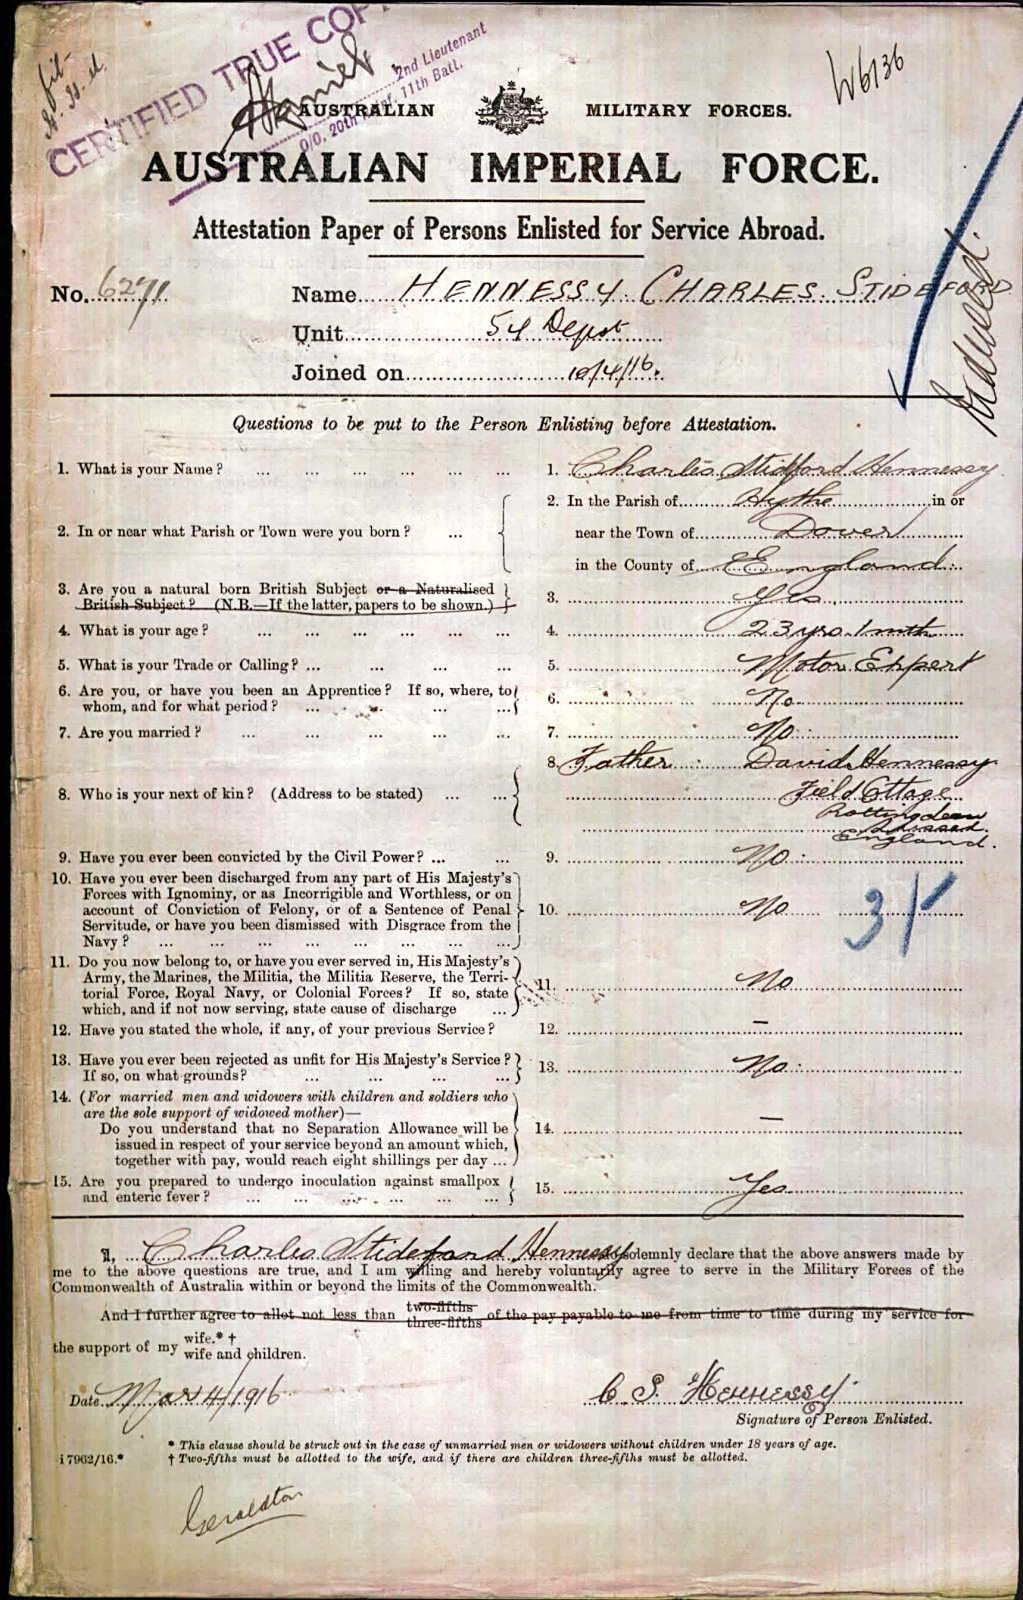 CERTIFIED TRUE COPY
2nd Lieutenant
O/O. 20th Reinf. 11th Batt.
W6136
AUSTRALIAN MILITARY FORCES.
AUSTRALIAN IMPERIAL FORCE.
Attestation Paper of Persons Enlisted for Service Abroad.
No. 6271 Name HENNESSY CHARLES STIDEFORD
Unit 54 Depot
Joined on 10/4/16.
Questions to be put to the Person Enlisting before Attestation.
1. What is your Name? ... 1. Charles Stidford Hennessy
2. In or near what Parish or Town were you born? ... 2. In the Parish of Hythe in or
near the Town of Dover
in the County of England
3. Are you a natural born British Subject or a Naturalised
British Subject? (N.B.—If the latter, papers to be shown.) 3. Yes
4. What is your age? ... 4. 23 yrs. 1 mth.
5. What is your Trade or Calling? ... 5. Motor Expert
6. Are you, or have you been an Apprentice? If so, where, to
whom, and for what period? ... 6. No
7. Are you married? ... 7. No
8. Who is your next of kin? (Address to be stated) ... 8. Father David Hennessy
Field Cottage
Rottingdean
Sussex
England.
9. Have you ever been convicted by the Civil Power? ... 9. No
10. Have you ever been discharged from any part of His Majesty's
Forces with Ignominy, or as Incorrigible and Worthless, or on
account of Conviction of Felony, or of a Sentence of Penal
Servitude, or have you been dismissed with Disgrace from the
Navy? ... 10. No
11. Do you now belong to, or have you ever served in, His Majesty's
Army, the Marines, the Militia, the Militia Reserve, the Terri-
torial Force, Royal Navy, or Colonial Forces? If so, state
which, and if not now serving, state cause of discharge ... 11. No
12. Have you stated the whole, if any, of your previous Service? 12. —
13. Have you ever been rejected as unfit for His Majesty's Service?
If so, on what grounds? ... 13. No
14. (For married men and widowers with children and soldiers who
are the sole support of widowed mother)—
Do you understand that no Separation Allowance will be
issued in respect of your service beyond an amount which,
together with pay, would reach eight shillings per day ... 14. —
15. Are you prepared to undergo inoculation against smallpox
and enteric fever? ... 15. Yes
I, Charles Stideford Hennessy do solemnly declare that the above answers made by
me to the above questions are true, and I am willing and hereby voluntarily agree to serve in the Military Forces of the
Commonwealth of Australia within or beyond the limits of the Commonwealth.
And I further agree to allot not less than two-fifths three-fifths of the pay payable to me from time to time during my service for
the support of my wife.* † wife and children.
Date Mar 4/1916 C S. Hennessy
Signature of Person Enlisted.
* This clause should be struck out in the case of unmarried men or widowers without children under 18 years of age.
i 7962/16.* † Two-fifths must be allotted to the wife, and if there are children three-fifths must be allotted.
Geraldton